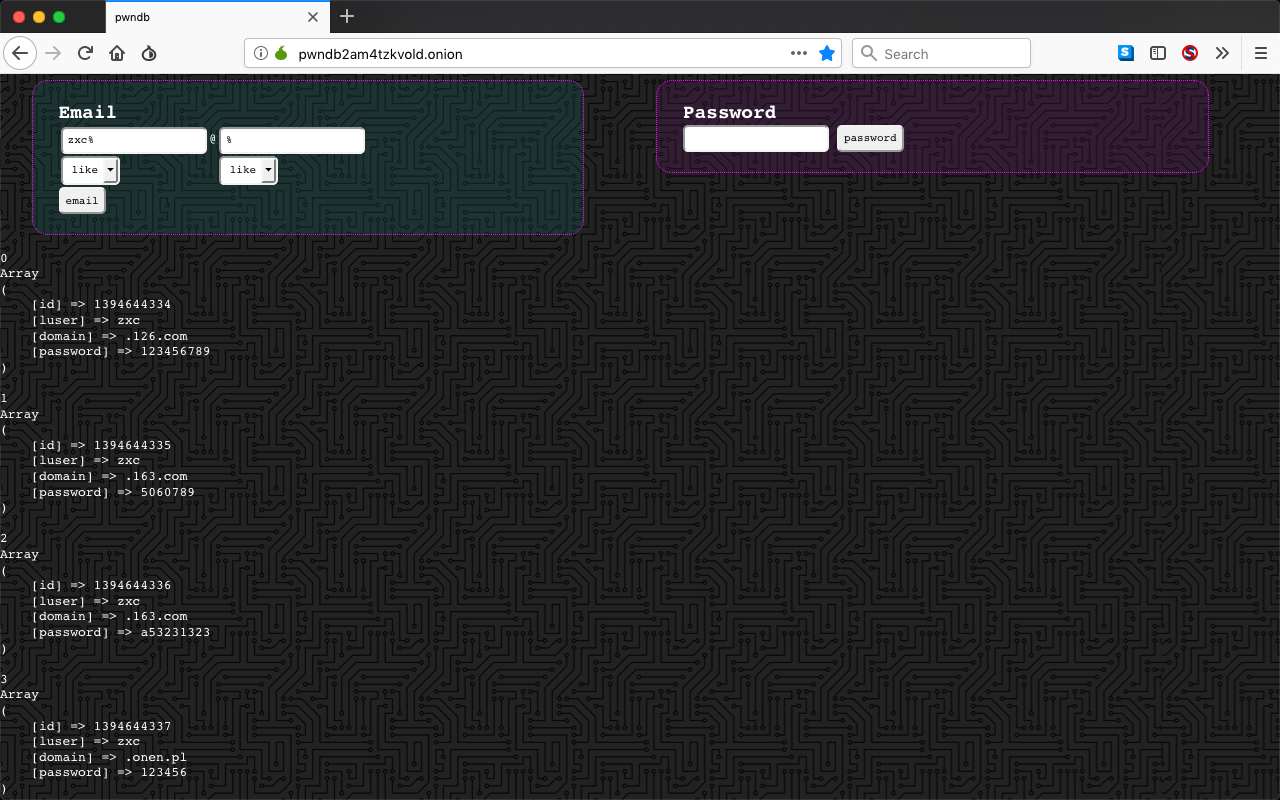 pwndb
pwndb2am4tzkvold.onion
Search
Email
zxc% @ %
like like
email
Password
password
0
Array
(
[id] => 1394644334
[luser] => zxc
[domain] => .126.com
[password] => 123456789
)
1
Array
(
[id] => 1394644335
[luser] => zxc
[domain] => .163.com
[password] => 5060789
)
2
Array
(
[id] => 1394644336
[luser] => zxc
[domain] => .163.com
[password] => a53231323
)
3
Array
(
[id] => 1394644337
[luser] => zxc
[domain] => .onen.pl
[password] => 123456
)